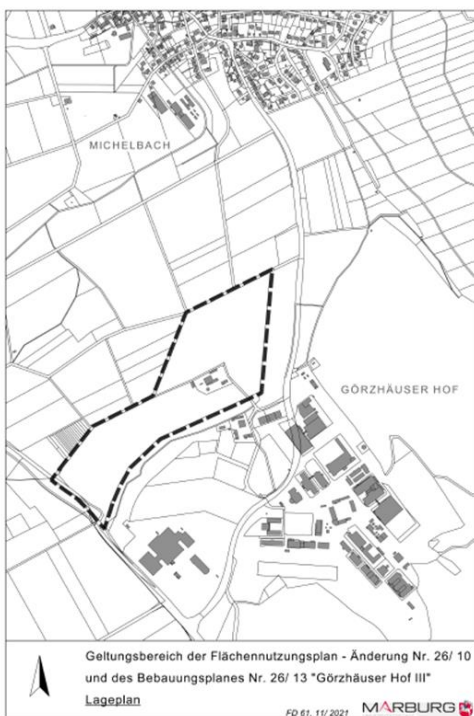 MICHELBACH
GÖRZHÄUSER HOF
Geltungsbereich der Flächennutzungsplan - Änderung Nr. 26/ 10
und des Bebauungsplanes Nr. 26/ 13 "Görzhäuser Hof III"
Lageplan
FD 61, 11/ 2021
MARBURG